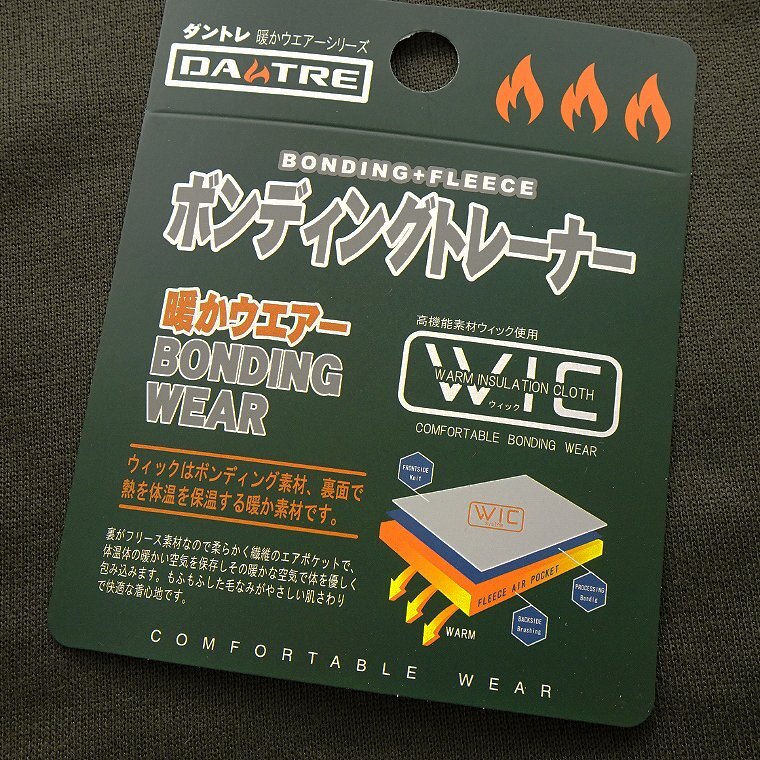 ダントレ 暖かウエアーシリーズ
DANTRE
BONDING+FLEECE
ボンディングトレーナー
暖かウエアー
BONDING
WEAR
高機能素材ウィック使用
WIC
WARM INSULATION CLOTH
ウィック
COMFORTABLE BONDING WEAR
ウィックはボンディング素材、裏面で
熱を体温を保温する暖か素材です。
裏がフリース素材なので柔らかく繊維のエアポケットで、
体温体の暖かい空気を保存しその暖かな空気で体を優しく
包み込みます。もふもふした毛なみがやさしい肌さわり
で快適な着心地です。
FRONTSIDE
Knit
WIC
FLEECE AIR POCKET
PROCESSING
Bondie
BACKSIDE
Brushing
WARM
COMFORTABLE WEAR